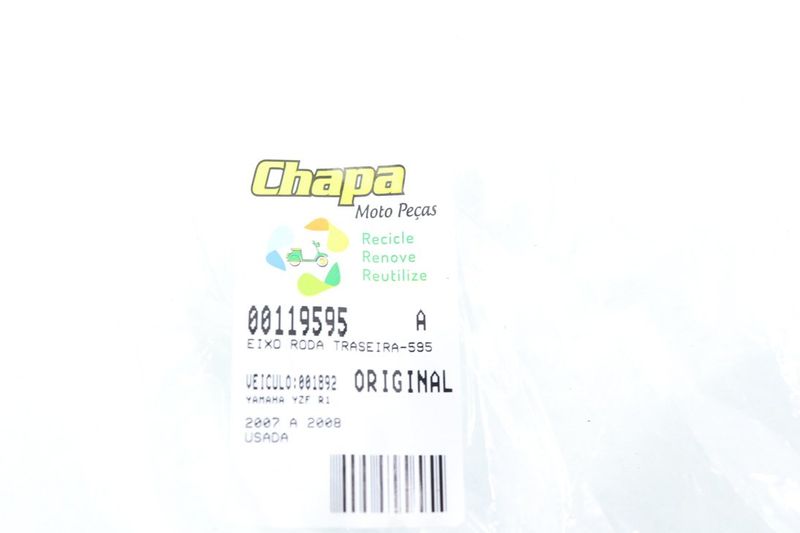 Chapa
Moto Peças
Recicle
Renove
Reutilize
00119595 A
EIXO RODA TRASEIRA-595
VEICULO:001892 ORIGINAL
YAMAHA YZF R1
2007 A 2008
USADA